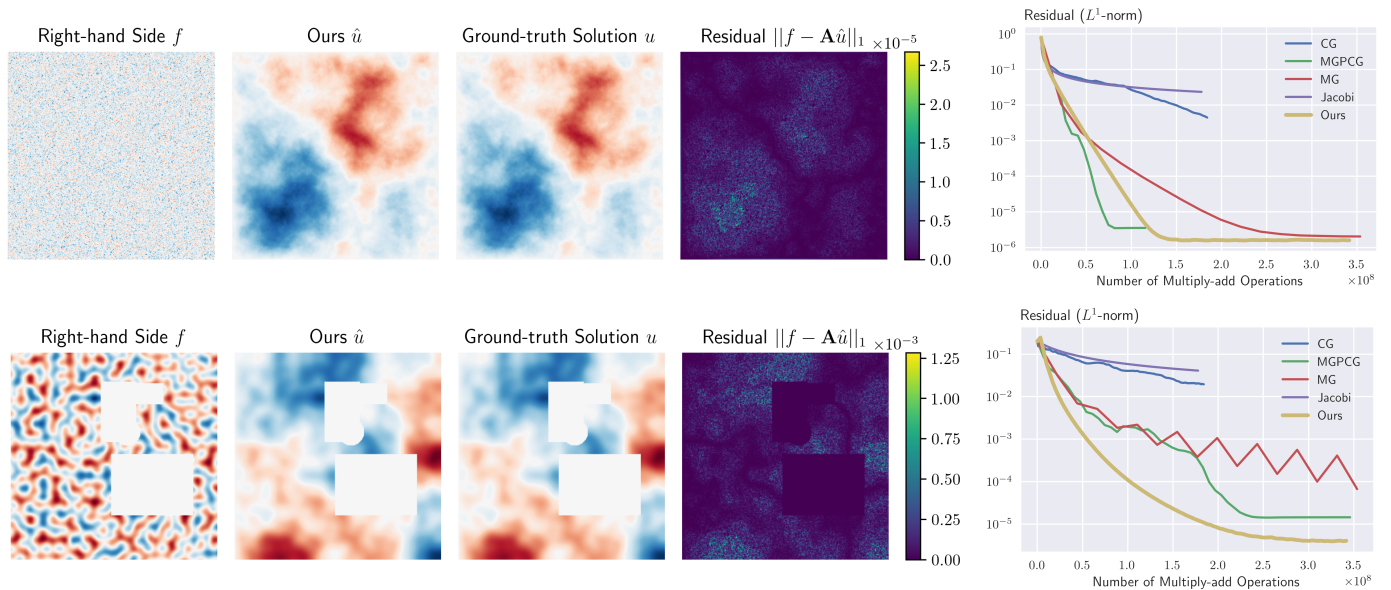 Right-hand Side f
Ours û
Ground-truth Solution u
Residual ||f − Aû||₁ ×10⁻⁵
2.5
2.0
1.5
1.0
0.5
0.0
Residual (L¹-norm)
10⁰
10⁻¹
10⁻²
10⁻³
10⁻⁴
10⁻⁵
10⁻⁶
CG
MGPCG
MG
Jacobi
Ours
0.0 0.5 1.0 1.5 2.0 2.5 3.0 3.5
Number of Multiply-add Operations ×10⁸
Right-hand Side f
Ours û
Ground-truth Solution u
Residual ||f − Aû||₁ ×10⁻³
1.25
1.00
0.75
0.50
0.25
0.00
Residual (L¹-norm)
10⁻¹
10⁻²
10⁻³
10⁻⁴
10⁻⁵
CG
MGPCG
MG
Jacobi
Ours
0.0 0.5 1.0 1.5 2.0 2.5 3.0 3.5
Number of Multiply-add Operations ×10⁸